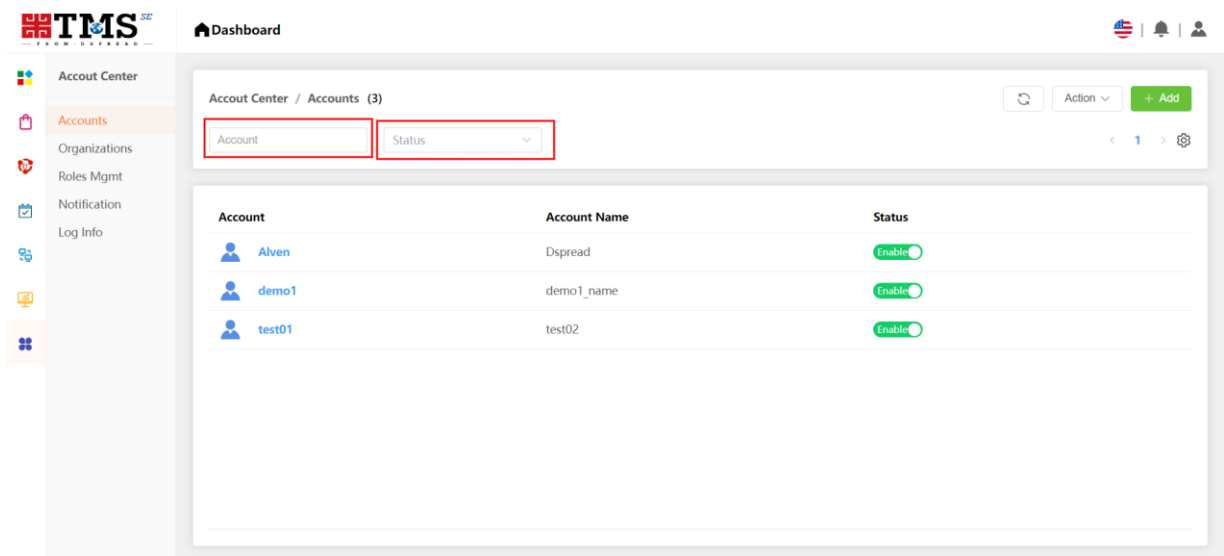 TMS SE
FROM·DSPREAD
Dashboard
Accout Center
Accounts
Organizations
Roles Mgmt
Notification
Log Info
Accout Center / Accounts (3)
Action
+ Add
Account
Status
1
Account Account Name Status
Alven Dspread Enable
demo1 demo1_name Enable
test01 test02 Enable